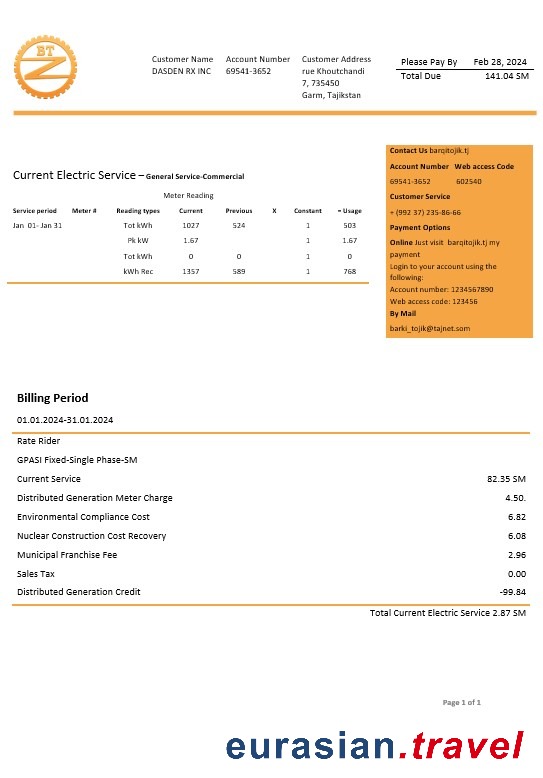 BT
Customer Name Account Number Customer Address
DASDEN RX INC 69541-3652 rue Khoutchandi
7, 735450
Garm, Tajikstan
Please Pay By Feb 28, 2024
Total Due 141.04 SM
Contact Us barqitojik.tj
Account Number Web access Code
69541-3652 602540
Customer Service
+ (992 37) 235-86-66
Payment Options
Online Just visit barqitojik.tj my
payment
Login to your account using the
following:
Account number: 1234567890
Web access code: 123456
By Mail
barki_tojik@tajnet.som
Current Electric Service – General Service-Commercial
Meter Reading
Service period Meter # Reading types Current Previous X Constant = Usage
Jan 01- Jan 31 Tot kWh 1027 524 1 503
Pk kW 1.67 1 1.67
Tot kWh 0 0 1 0
kWh Rec 1357 589 1 768
Billing Period
01.01.2024-31.01.2024
Rate Rider
GPASI Fixed-Single Phase-SM
Current Service 82.35 SM
Distributed Generation Meter Charge 4.50.
Environmental Compliance Cost 6.82
Nuclear Construction Cost Recovery 6.08
Municipal Franchise Fee 2.96
Sales Tax 0.00
Distributed Generation Credit -99.84
Total Current Electric Service 2.87 SM
Page 1 of 1
eurasian.travel